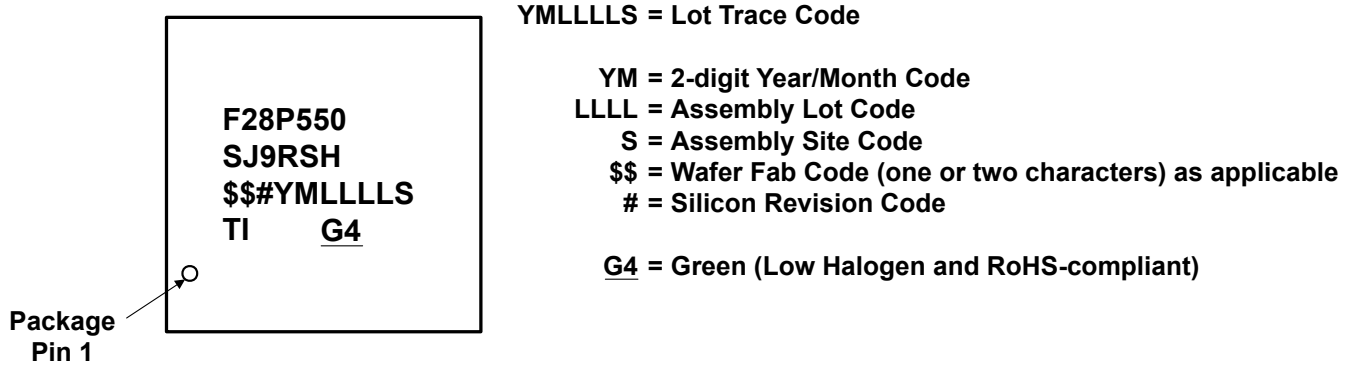 F28P550
SJ9RSH
$$#YMLLLLS
TI G4
Package
Pin 1
YMLLLLS = Lot Trace Code
YM = 2-digit Year/Month Code
LLLL = Assembly Lot Code
S = Assembly Site Code
$$ = Wafer Fab Code (one or two characters) as applicable
# = Silicon Revision Code
G4 = Green (Low Halogen and RoHS-compliant)